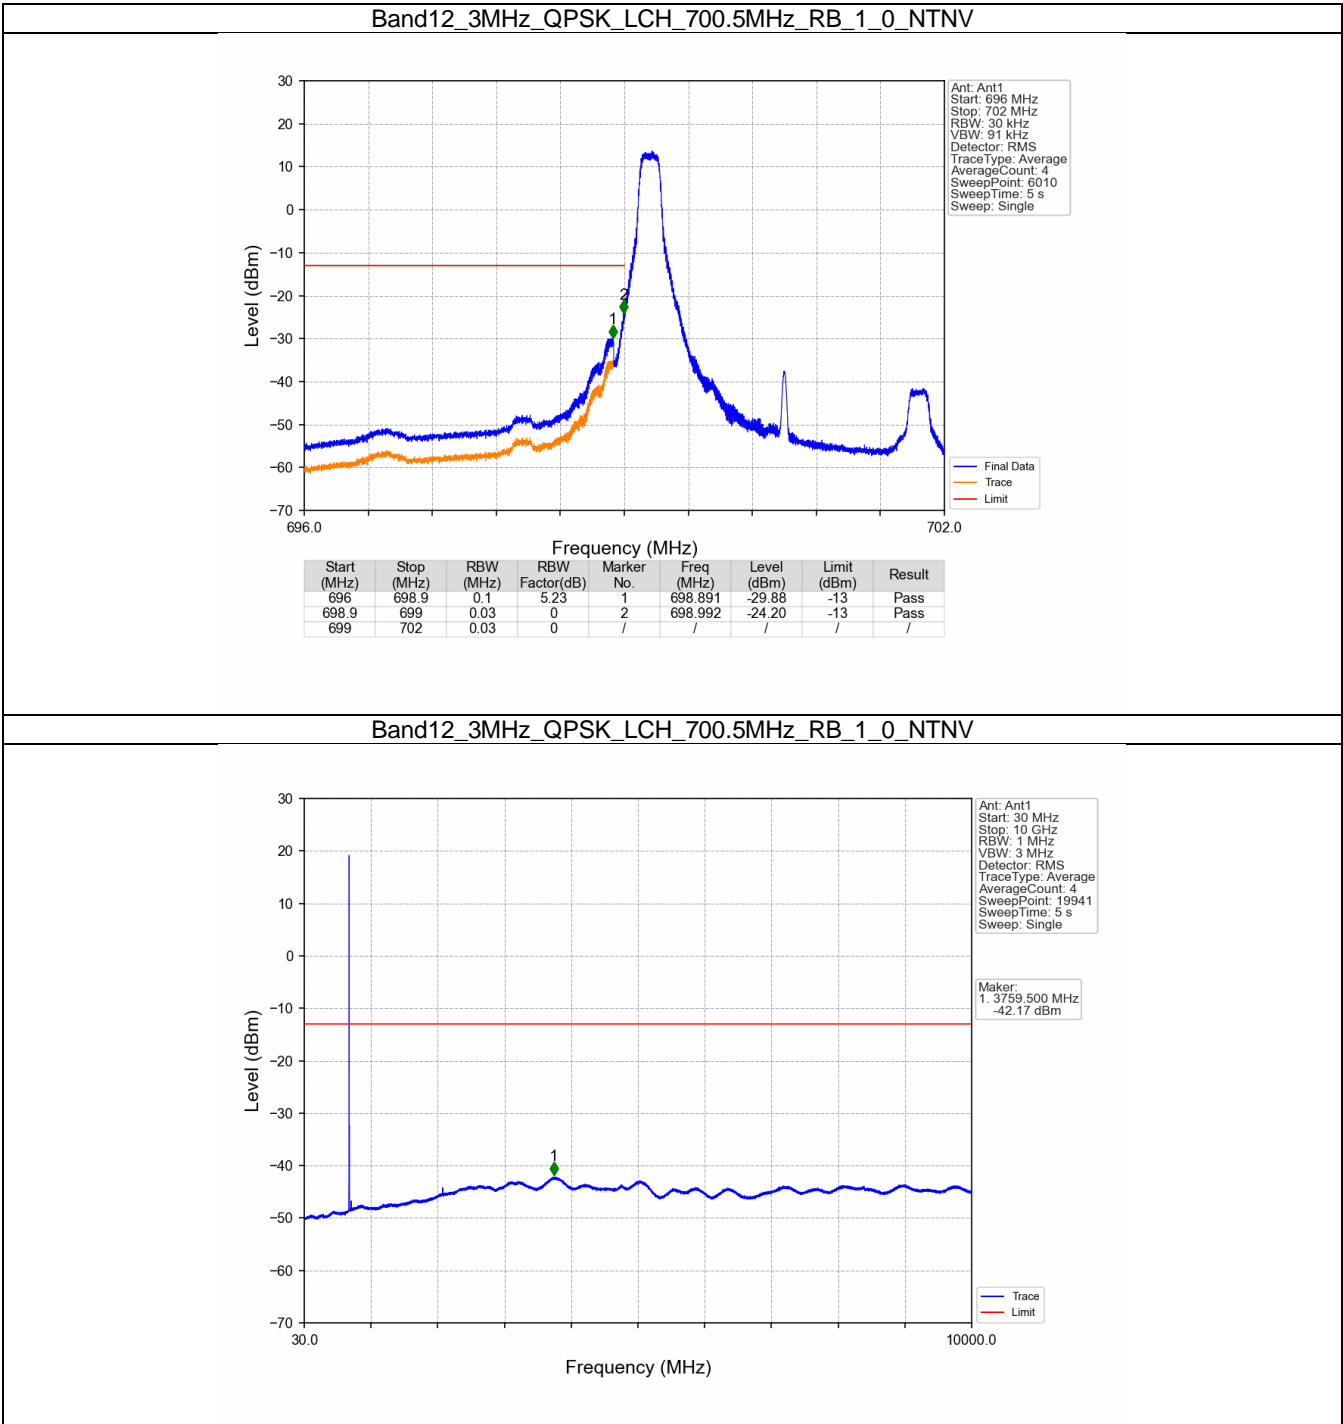 Band12_3MHz_QPSK_LCH_700.5MHz_RB_1_0_NTNV
30
20
10
0
−10
−20
−30
−40
−50
−60
−70
Level (dBm)
1
2
696.0
702.0
Frequency (MHz)
Ant: Ant1
Start: 696 MHz
Stop: 702 MHz
RBW: 30 kHz
VBW: 91 kHz
Detector: RMS
TraceType: Average
AverageCount: 4
SweepPoint: 6010
SweepTime: 5 s
Sweep: Single
Final Data
Trace
Limit
Start (MHz) Stop (MHz) RBW (MHz) RBW Factor(dB) Marker No. Freq (MHz) Level (dBm) Limit (dBm) Result
696 698.9 0.1 5.23 1 698.891 -29.88 -13 Pass
698.9 699 0.03 0 2 698.992 -24.20 -13 Pass
699 702 0.03 0 / / / / /
Band12_3MHz_QPSK_LCH_700.5MHz_RB_1_0_NTNV
30
20
10
0
−10
−20
−30
−40
−50
−60
−70
Level (dBm)
1
30.0
10000.0
Frequency (MHz)
Ant: Ant1
Start: 30 MHz
Stop: 10 GHz
RBW: 1 MHz
VBW: 3 MHz
Detector: RMS
TraceType: Average
AverageCount: 4
SweepPoint: 19941
SweepTime: 5 s
Sweep: Single
Maker:
1. 3759.500 MHz
-42.17 dBm
Trace
Limit